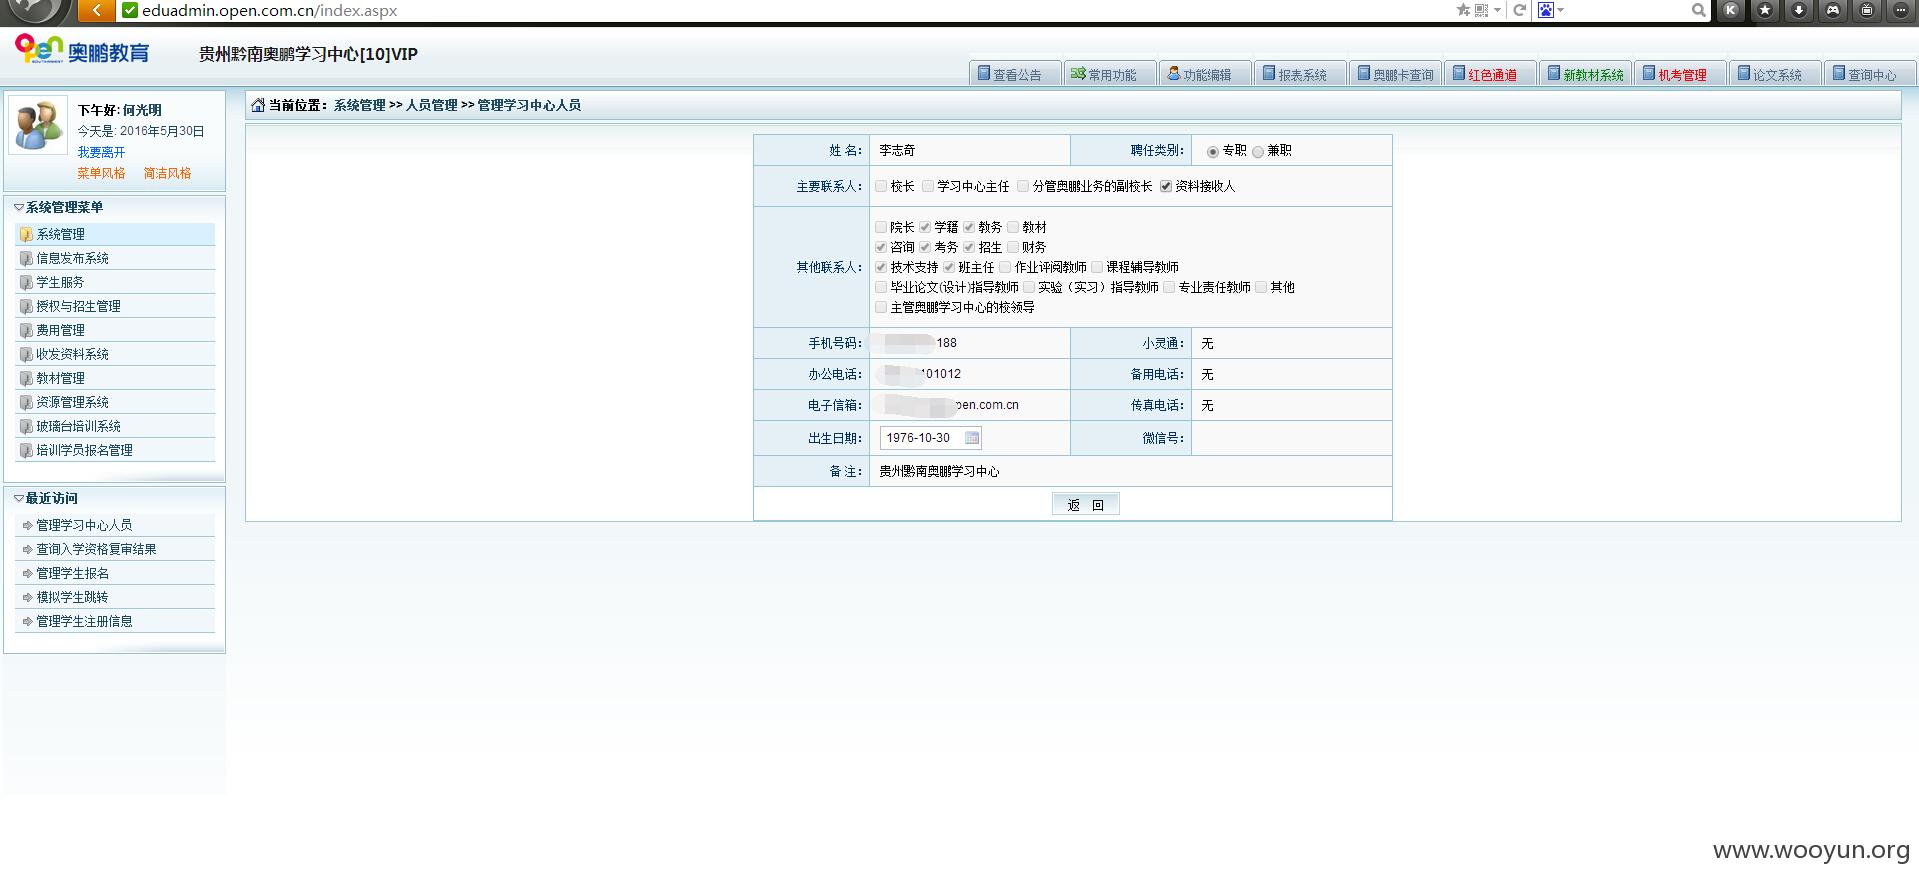 eduadmin.open.com.cn/index.aspx
open 奥鹏教育
贵州黔南奥鹏学习中心[10]VIP
查看公告 常用功能 功能编辑 报表系统 奥鹏卡查询 红色通道 新教材系统 机考管理 论文系统 查询中心
下午好:何光明
今天是: 2016年5月30日
我要离开
菜单风格 简洁风格
系统管理菜单
系统管理
信息发布系统
学生服务
授权与招生管理
费用管理
收发资料系统
教材管理
资源管理系统
玻璃台培训系统
培训学员报名管理
最近访问
管理学习中心人员
查询入学资格复审结果
管理学生报名
模拟学生跳转
管理学生注册信息
当前位置: 系统管理 >> 人员管理 >> 管理学习中心人员
姓 名: 李志奇 聘任类别: 专职 兼职
主要联系人: 校长 学习中心主任 分管奥鹏业务的副校长 资料接收人
其他联系人:
院长 学籍 教务 教材
咨询 考务 招生 财务
技术支持 班主任 作业评阅教师 课程辅导教师
毕业论文(设计)指导教师 实验（实习）指导教师 专业责任教师 其他
主管奥鹏学习中心的校领导
手机号码: 188 小灵通: 无
办公电话: 101012 备用电话: 无
电子信箱: pen.com.cn 传真电话: 无
出生日期: 1976-10-30 微信号:
备 注: 贵州黔南奥鹏学习中心
返 回
www.wooyun.org